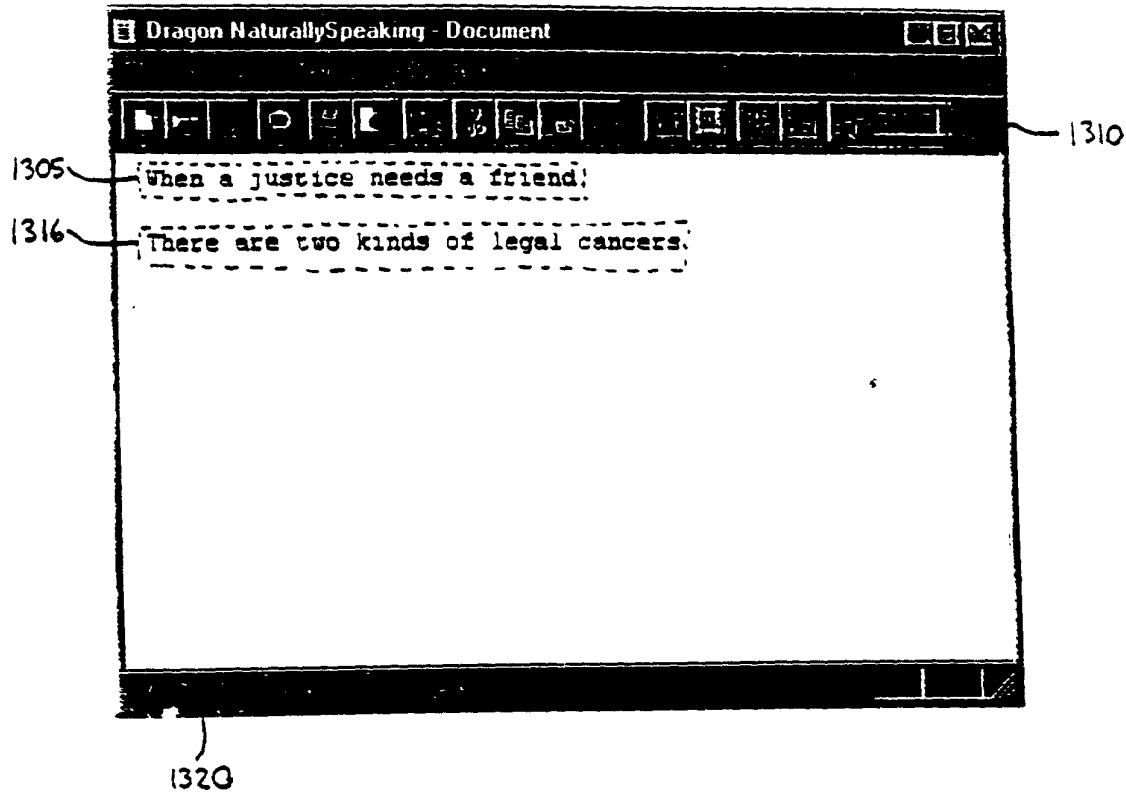 Dragon NaturallySpeaking - Document
1310
1305
When a justice needs a friend.
1316
There are two kinds of legal cancers.
1320